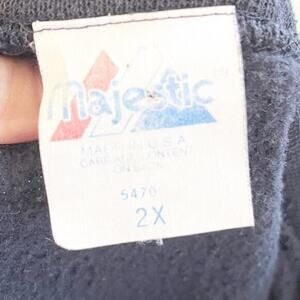 Majestic
MADE IN U.S.A.
CARE AND CONTENT
ON BACK
5470
2X